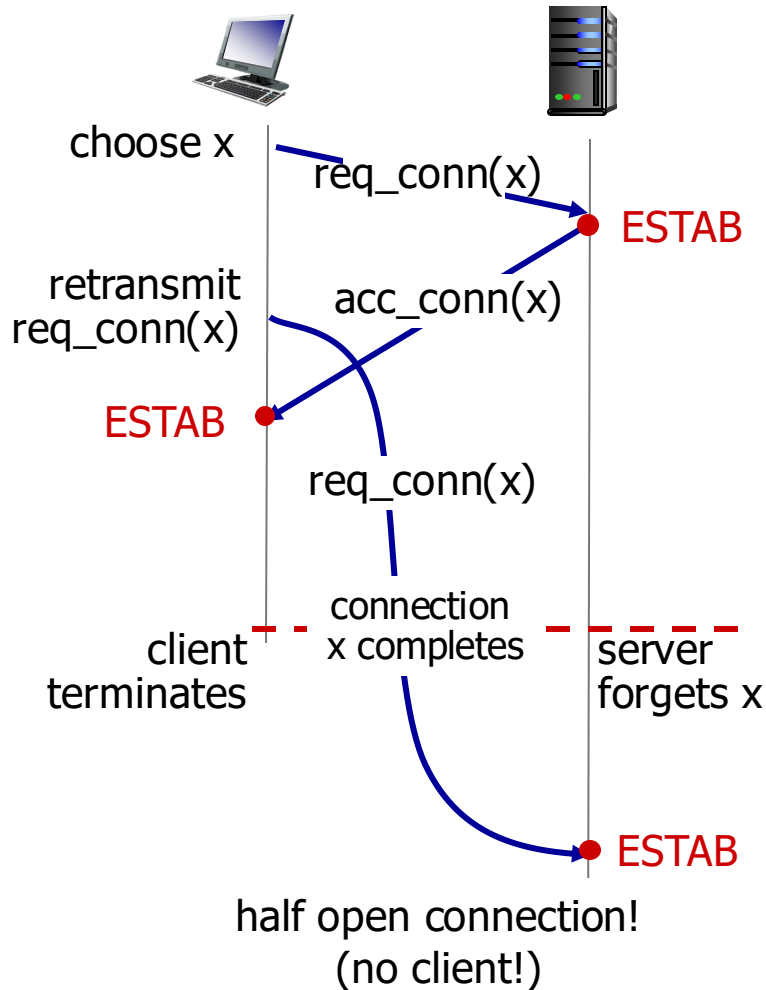 choose x
req_conn(x)
ESTAB
retransmit
req_conn(x)
acc_conn(x)
ESTAB
req_conn(x)
connection
x completes
client
terminates
server
forgets x
ESTAB
half open connection!
(no client!)